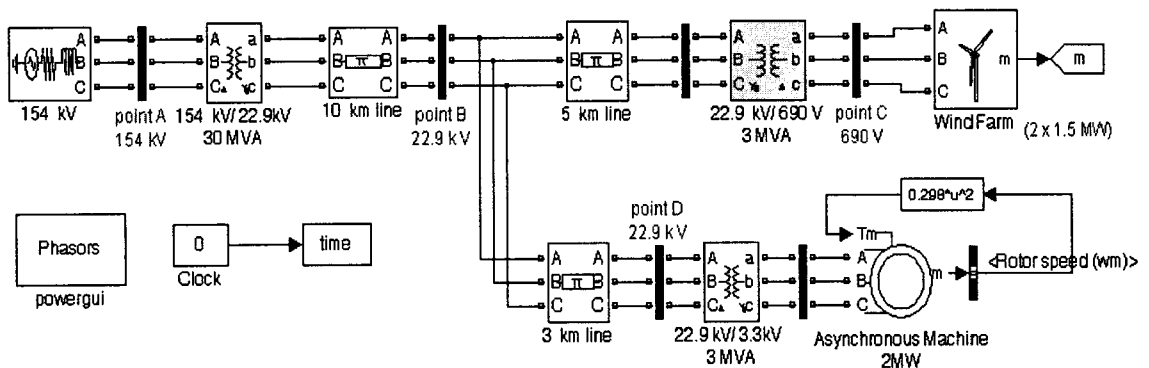 A A A a A A A A A a A
B B B b B B B B B b B m m
C C C c C C C C C c C
154 kV
point A
154 kV
154 kV/22.9kV
30 MVA
π
10 km line
point B
22.9 kV
π
5 km line
22.9 kV/690 V
3 MVA
point C
690 V
Wind Farm
(2 x 1.5 MW)
Phasors
powergui
0
Clock
time
point D
22.9 kV
0.298*u^2
Tm
A A A a A
B π B B b B m
C C C c C
<Rotor speed (wm)>
3 km line
22.9 kV/3.3kV
3 MVA
Asynchronous Machine
2MW